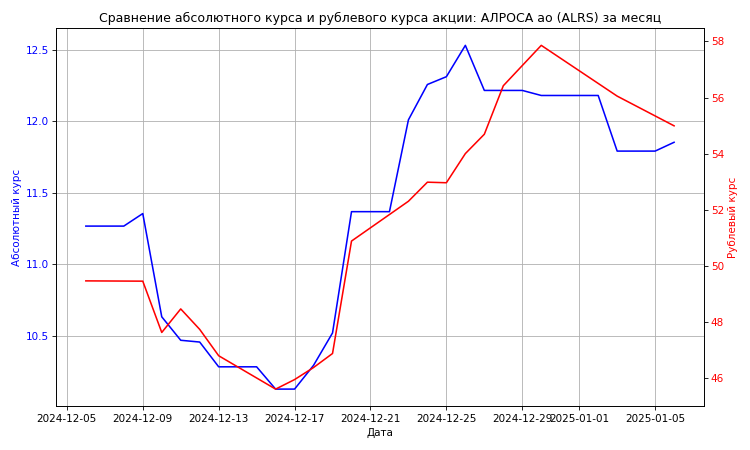 Сравнение абсолютного курса и рублевого курса акции: АЛРОСА ао (ALRS) за месяц
Абсолютный курс
12.5
12.0
11.5
11.0
10.5
58
56
54
52
50
48
46
Рублевый курс
2024-12-05 2024-12-09 2024-12-13 2024-12-17 2024-12-21 2024-12-25 2024-12-29 2025-01-01 2025-01-05
Дата